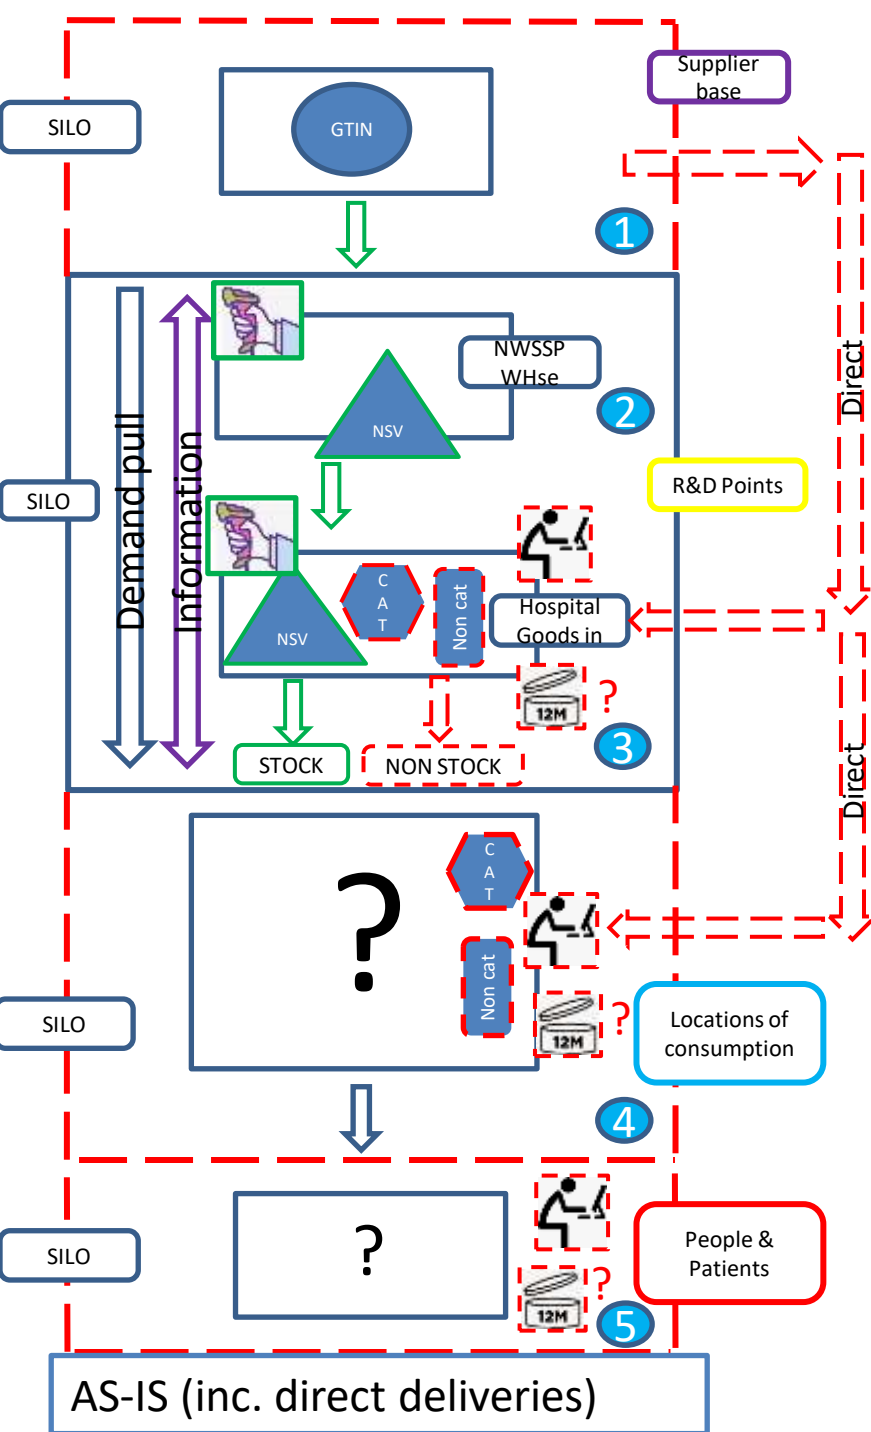 Supplier
base
SILO
GTIN
1
Direct
NWSSP
WHse
2
NSV
Demand pull
Information
SILO
R&D Points
C
A
T
Non cat
NSV
Hospital
Goods in
12M
?
3
STOCK
NON STOCK
Direct
?
C
A
T
Non cat
SILO
12M
?
Locations of
consumption
4
SILO
?
12M
?
People &
Patients
5
AS-IS (inc. direct deliveries)